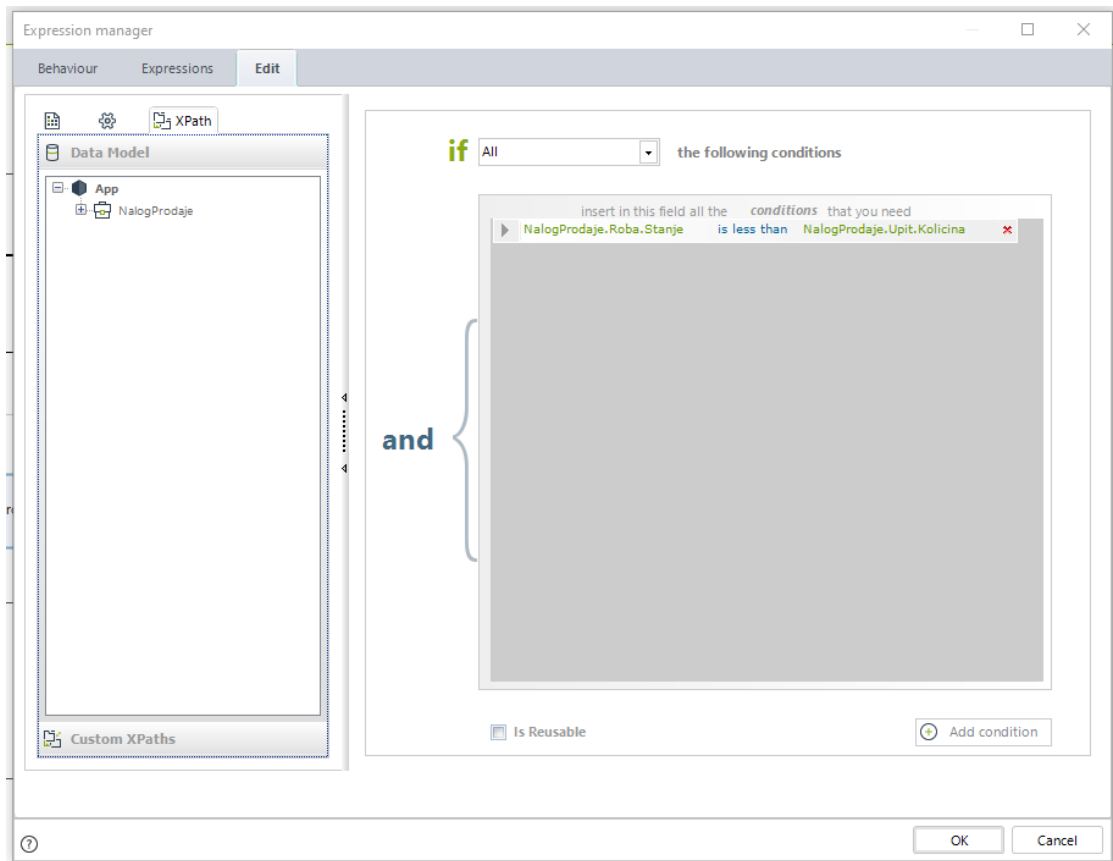 Expression manager
Behaviour Expressions Edit
XPath
Data Model
App
NalogProdaje
Custom XPaths
if All the following conditions
insert in this field all the conditions that you need
NalogProdaje.Roba.Stanje is less than NalogProdaje.Upit.Kolicina
and
Is Reusable
Add condition
OK Cancel